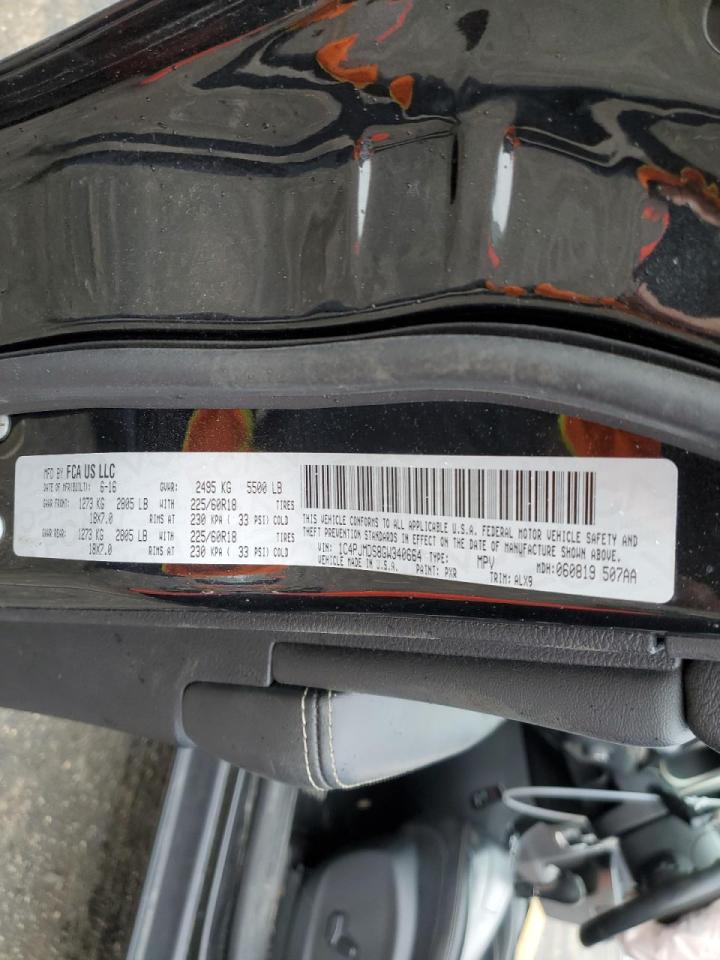 MFD BY FCA US LLC
DATE OF MFR(BUILT): 6-16 GVWR: 2495 KG 5500 LB
GAWR FRONT: 1273 KG 2805 LB WITH 225/60R18 TIRES
18X7.0 RIMS AT 230 KPA ( 33 PSI) COLD
GAWR REAR: 1273 KG 2805 LB WITH 225/60R18 TIRES
18X7.0 RIMS AT 230 KPA ( 33 PSI) COLD
THIS VEHICLE CONFORMS TO ALL APPLICABLE U.S.A. FEDERAL MOTOR VEHICLE SAFETY AND
THEFT PREVENTION STANDARDS IN EFFECT ON THE DATE OF MANUFACTURE SHOWN ABOVE.
VIN: 1C4PJMDS8GW340664 TYPE: MPV MDH: 060819 507AA
VEHICLE MADE IN U.S.A. PAINT: PXR TRIM: ALX9